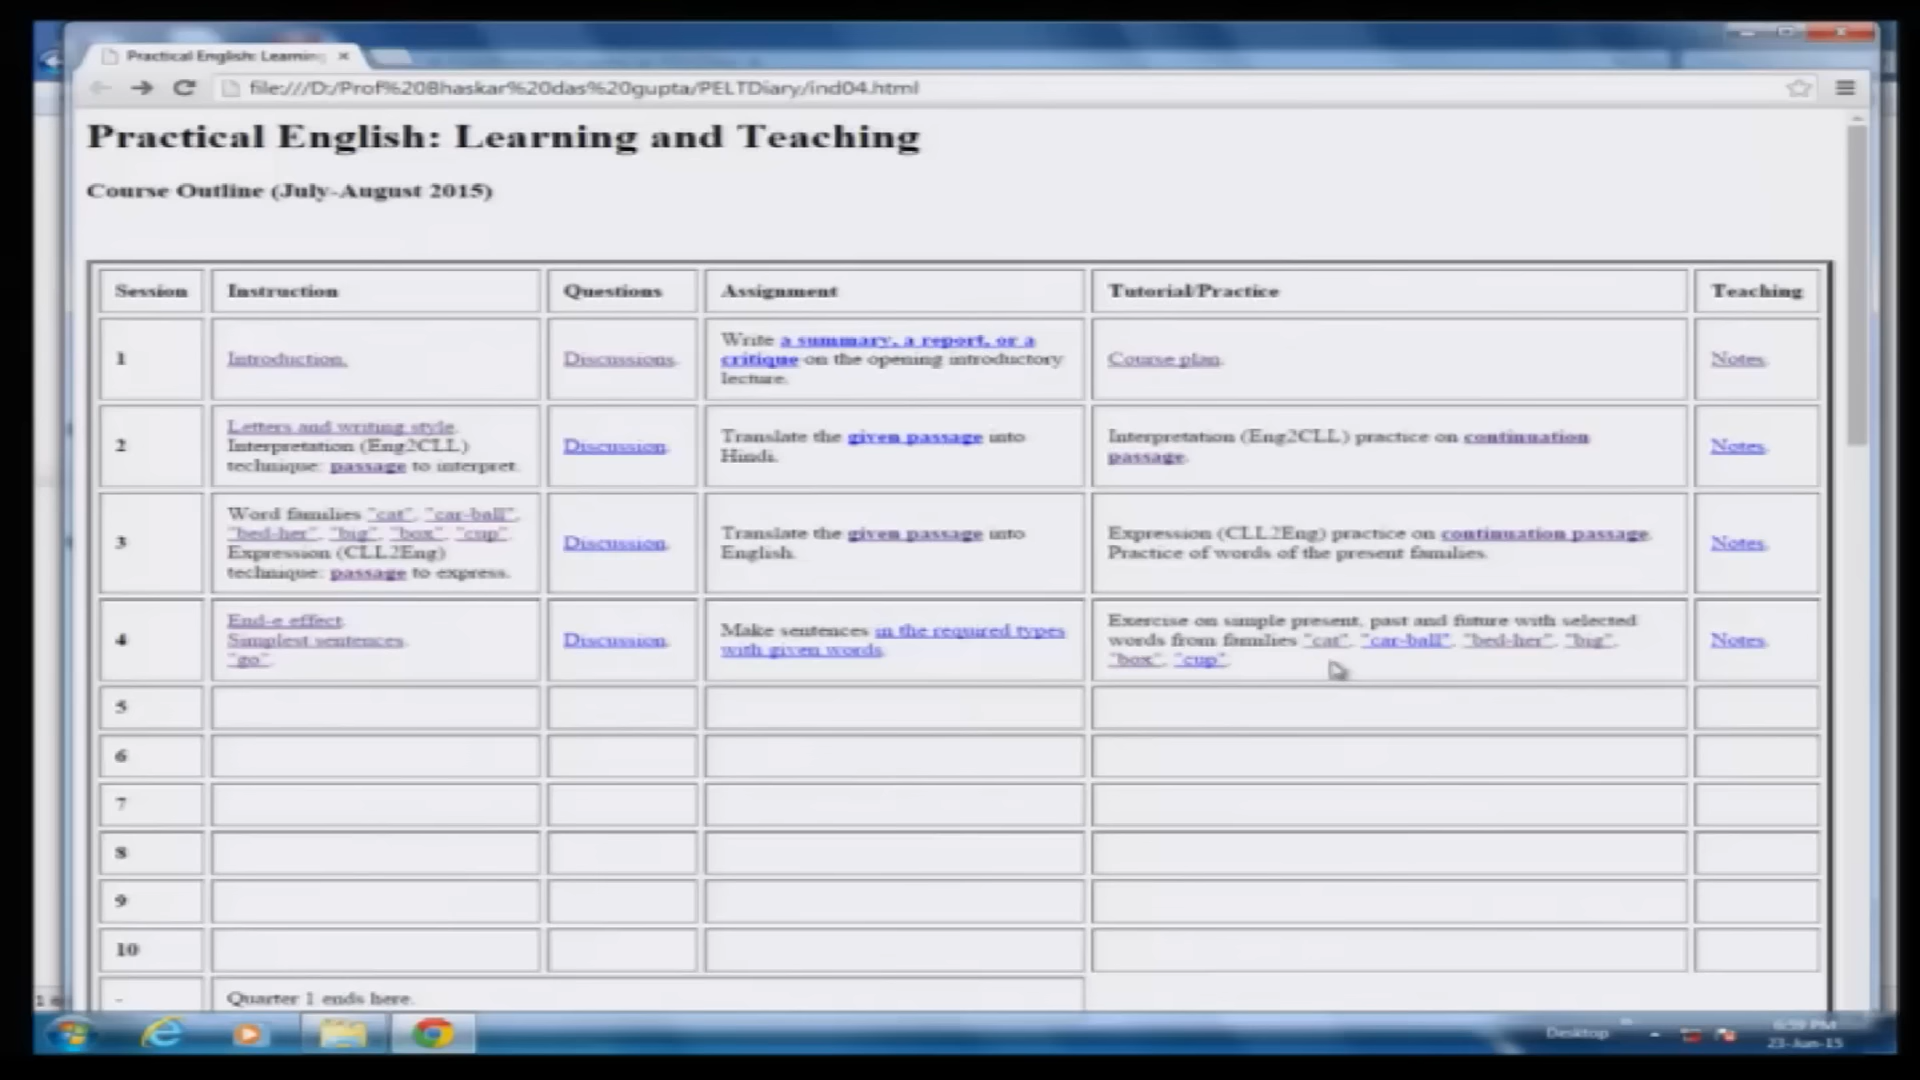 Practical English: Learning
file:///D:/Prof%20Bhaskar%20das%20gupta/PELTDiary/ind04.html
Practical English: Learning and Teaching
Course Outline (July-August 2015)
Session Instruction Questions Assignment Tutorial/Practice Teaching
1
Introduction.
Discussions.
Write a summary, a report, or a
critique on the opening introductory
lecture.
Course plan.
Notes.
2
Letters and writing style.
Interpretation (Eng2CLL)
technique: passage to interpret.
Discussion.
Translate the given passage into
Hindi.
Interpretation (Eng2CLL) practice on continuation
passage.
Notes.
3
Word families "cat", "car-ball",
"bed-her", "big", "box", "cup".
Expression (CLL2Eng)
technique: passage to express.
Discussion.
Translate the given passage into
English.
Expression (CLL2Eng) practice on continuation passage.
Practice of words of the present families.
Notes.
4
End-e effect.
Simplest sentences.
"go".
Discussion.
Make sentences in the required types
with given words.
Exercise on simple present, past and future with selected
words from families "cat", "car-ball", "bed-her", "big",
"box", "cup".
Notes.
5
6
7
8
9
10
- Quarter 1 ends here.
Desktop
6:59 PM
23-Jun-15